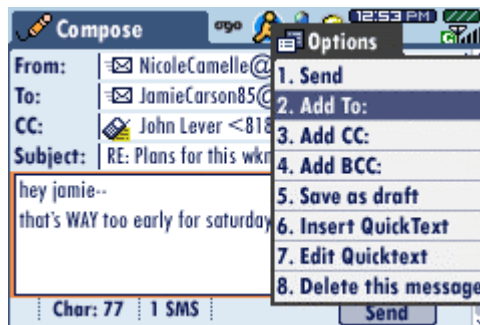 Compose
ogo
12:53 PM
Options
From: NicoleCamelle@
To: JamieCarson85@
CC: John Lever <818
Subject: RE: Plans for this wkn
1. Send
2. Add To:
3. Add CC:
4. Add BCC:
5. Save as draft
6. Insert QuickText
7. Edit Quicktext
8. Delete this message
hey jamie--
that's WAY too early for saturday
Char: 77
1 SMS
Send